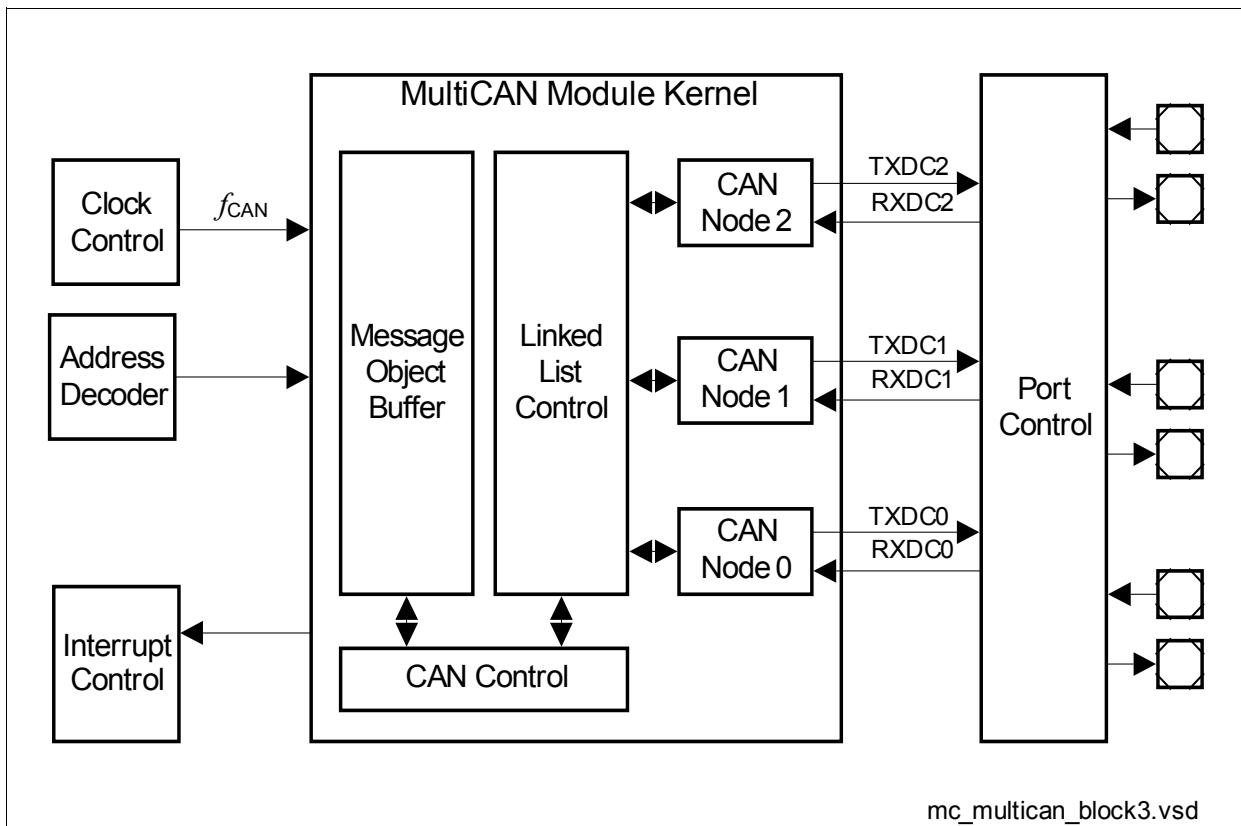 MultiCAN Module Kernel
Clock
Control
fCAN
Address
Decoder
Interrupt
Control
Message
Object
Buffer
Linked
List
Control
CAN Control
CAN
Node 2
CAN
Node 1
CAN
Node 0
TXDC2
RXDC2
TXDC1
RXDC1
TXDC0
RXDC0
Port
Control
mc_multican_block3.vsd